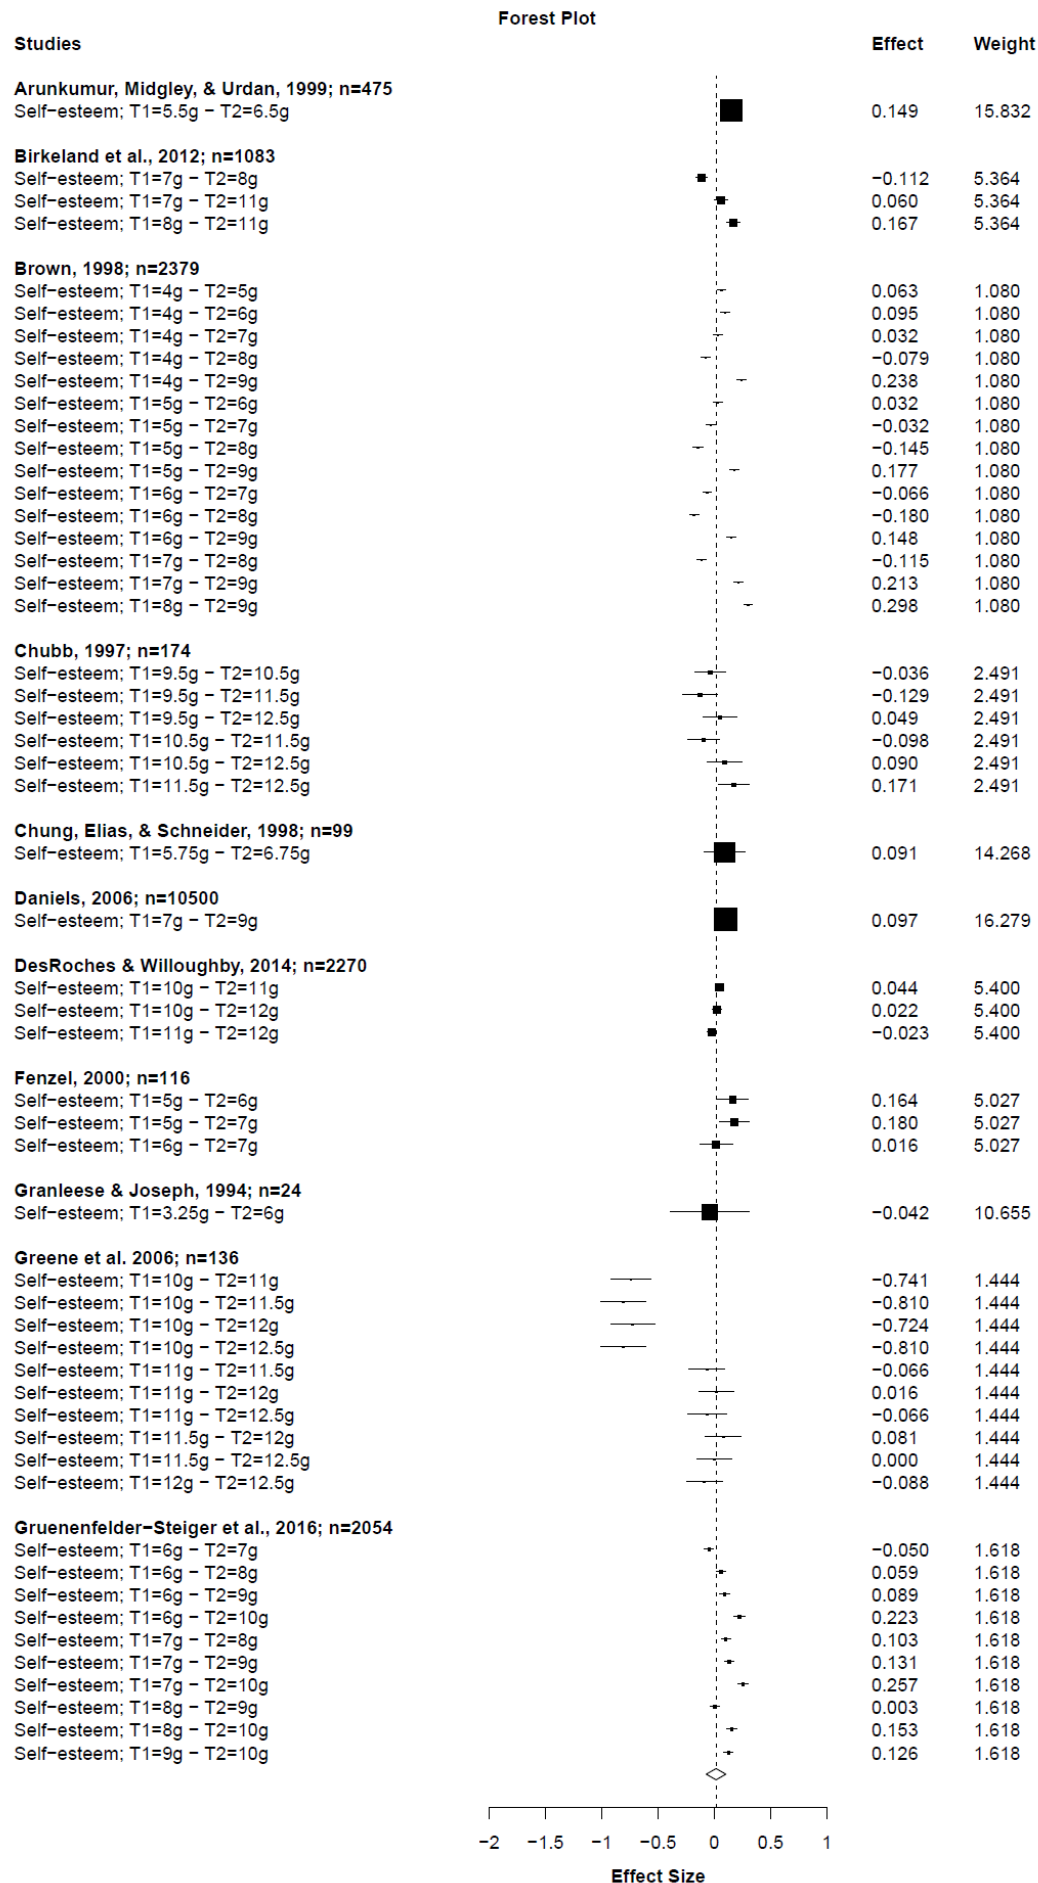 Forest Plot
Studies Effect Weight
Arunkumur, Midgley, & Urdan, 1999; n=475
Self−esteem; T1=5.5g − T2=6.5g 0.149 15.832
Birkeland et al., 2012; n=1083
Self−esteem; T1=7g − T2=8g −0.112 5.364
Self−esteem; T1=7g − T2=11g 0.060 5.364
Self−esteem; T1=8g − T2=11g 0.167 5.364
Brown, 1998; n=2379
Self−esteem; T1=4g − T2=5g 0.063 1.080
Self−esteem; T1=4g − T2=6g 0.095 1.080
Self−esteem; T1=4g − T2=7g 0.032 1.080
Self−esteem; T1=4g − T2=8g −0.079 1.080
Self−esteem; T1=4g − T2=9g 0.238 1.080
Self−esteem; T1=5g − T2=6g 0.032 1.080
Self−esteem; T1=5g − T2=7g −0.032 1.080
Self−esteem; T1=5g − T2=8g −0.145 1.080
Self−esteem; T1=5g − T2=9g 0.177 1.080
Self−esteem; T1=6g − T2=7g −0.066 1.080
Self−esteem; T1=6g − T2=8g −0.180 1.080
Self−esteem; T1=6g − T2=9g 0.148 1.080
Self−esteem; T1=7g − T2=8g −0.115 1.080
Self−esteem; T1=7g − T2=9g 0.213 1.080
Self−esteem; T1=8g − T2=9g 0.298 1.080
Chubb, 1997; n=174
Self−esteem; T1=9.5g − T2=10.5g −0.036 2.491
Self−esteem; T1=9.5g − T2=11.5g −0.129 2.491
Self−esteem; T1=9.5g − T2=12.5g 0.049 2.491
Self−esteem; T1=10.5g − T2=11.5g −0.098 2.491
Self−esteem; T1=10.5g − T2=12.5g 0.090 2.491
Self−esteem; T1=11.5g − T2=12.5g 0.171 2.491
Chung, Elias, & Schneider, 1998; n=99
Self−esteem; T1=5.75g − T2=6.75g 0.091 14.268
Daniels, 2006; n=10500
Self−esteem; T1=7g − T2=9g 0.097 16.279
DesRoches & Willoughby, 2014; n=2270
Self−esteem; T1=10g − T2=11g 0.044 5.400
Self−esteem; T1=10g − T2=12g 0.022 5.400
Self−esteem; T1=11g − T2=12g −0.023 5.400
Fenzel, 2000; n=116
Self−esteem; T1=5g − T2=6g 0.164 5.027
Self−esteem; T1=5g − T2=7g 0.180 5.027
Self−esteem; T1=6g − T2=7g 0.016 5.027
Granleese & Joseph, 1994; n=24
Self−esteem; T1=3.25g − T2=6g −0.042 10.655
Greene et al. 2006; n=136
Self−esteem; T1=10g − T2=11g −0.741 1.444
Self−esteem; T1=10g − T2=11.5g −0.810 1.444
Self−esteem; T1=10g − T2=12g −0.724 1.444
Self−esteem; T1=10g − T2=12.5g −0.810 1.444
Self−esteem; T1=11g − T2=11.5g −0.066 1.444
Self−esteem; T1=11g − T2=12g 0.016 1.444
Self−esteem; T1=11g − T2=12.5g −0.066 1.444
Self−esteem; T1=11.5g − T2=12g 0.081 1.444
Self−esteem; T1=11.5g − T2=12.5g 0.000 1.444
Self−esteem; T1=12g − T2=12.5g −0.088 1.444
Gruenenfelder−Steiger et al., 2016; n=2054
Self−esteem; T1=6g − T2=7g −0.050 1.618
Self−esteem; T1=6g − T2=8g 0.059 1.618
Self−esteem; T1=6g − T2=9g 0.089 1.618
Self−esteem; T1=6g − T2=10g 0.223 1.618
Self−esteem; T1=7g − T2=8g 0.103 1.618
Self−esteem; T1=7g − T2=9g 0.131 1.618
Self−esteem; T1=7g − T2=10g 0.257 1.618
Self−esteem; T1=8g − T2=9g 0.003 1.618
Self−esteem; T1=8g − T2=10g 0.153 1.618
Self−esteem; T1=9g − T2=10g 0.126 1.618
−2 −1.5 −1 −0.5 0 0.5 1
Effect Size